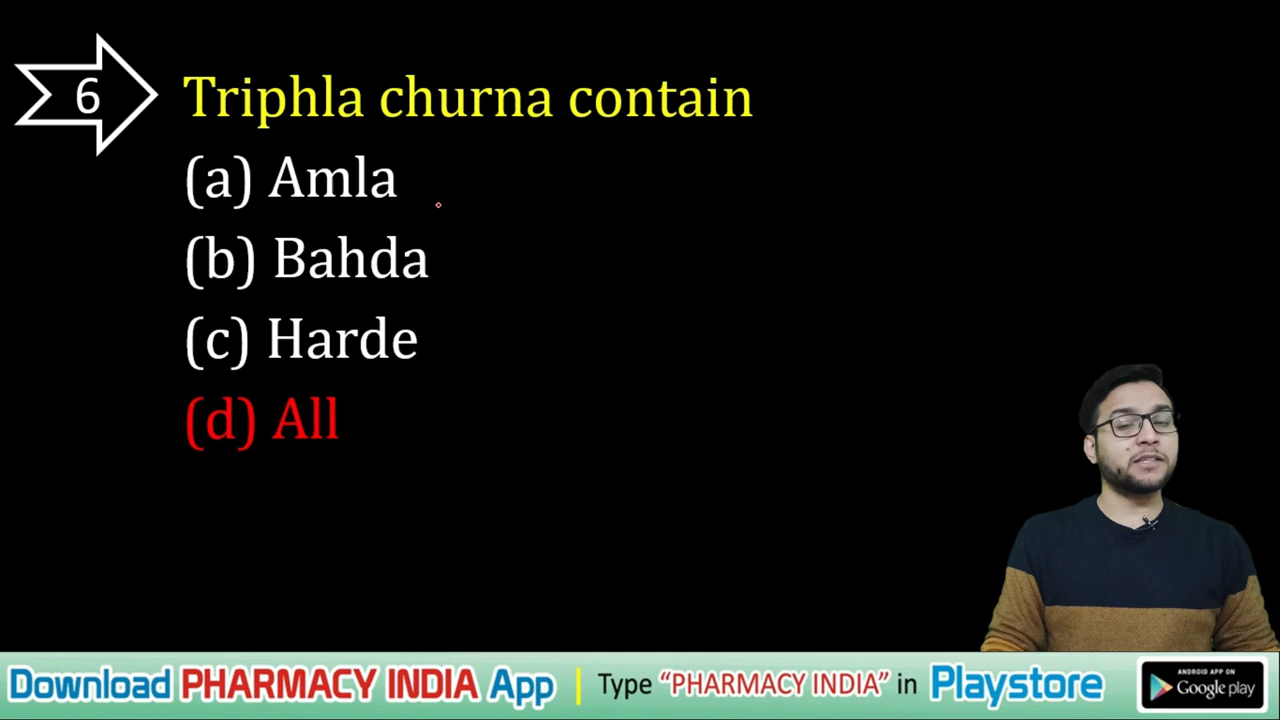 6
Triphla churna contain
(a) Amla
(b) Bahda
(c) Harde
(d) All
Download PHARMACY INDIA App | Type “PHARMACY INDIA” in Playstore
ANDROID APP ON
Google play